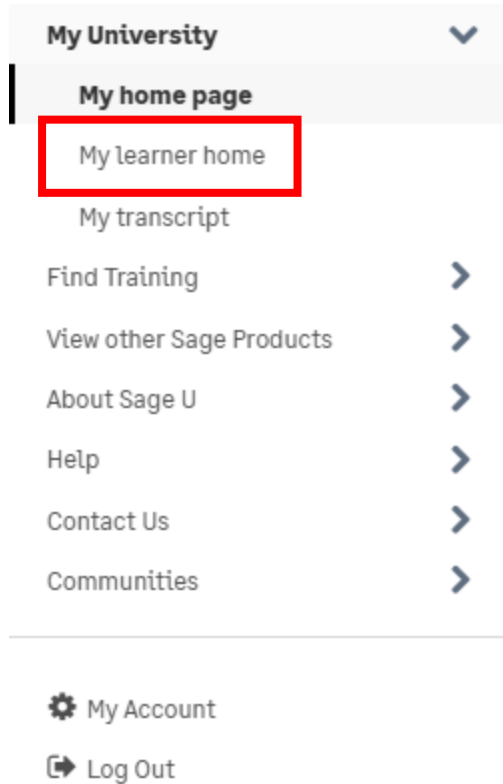 My University
My home page
My learner home
My transcript
Find Training
View other Sage Products
About Sage U
Help
Contact Us
Communities
My Account
Log Out